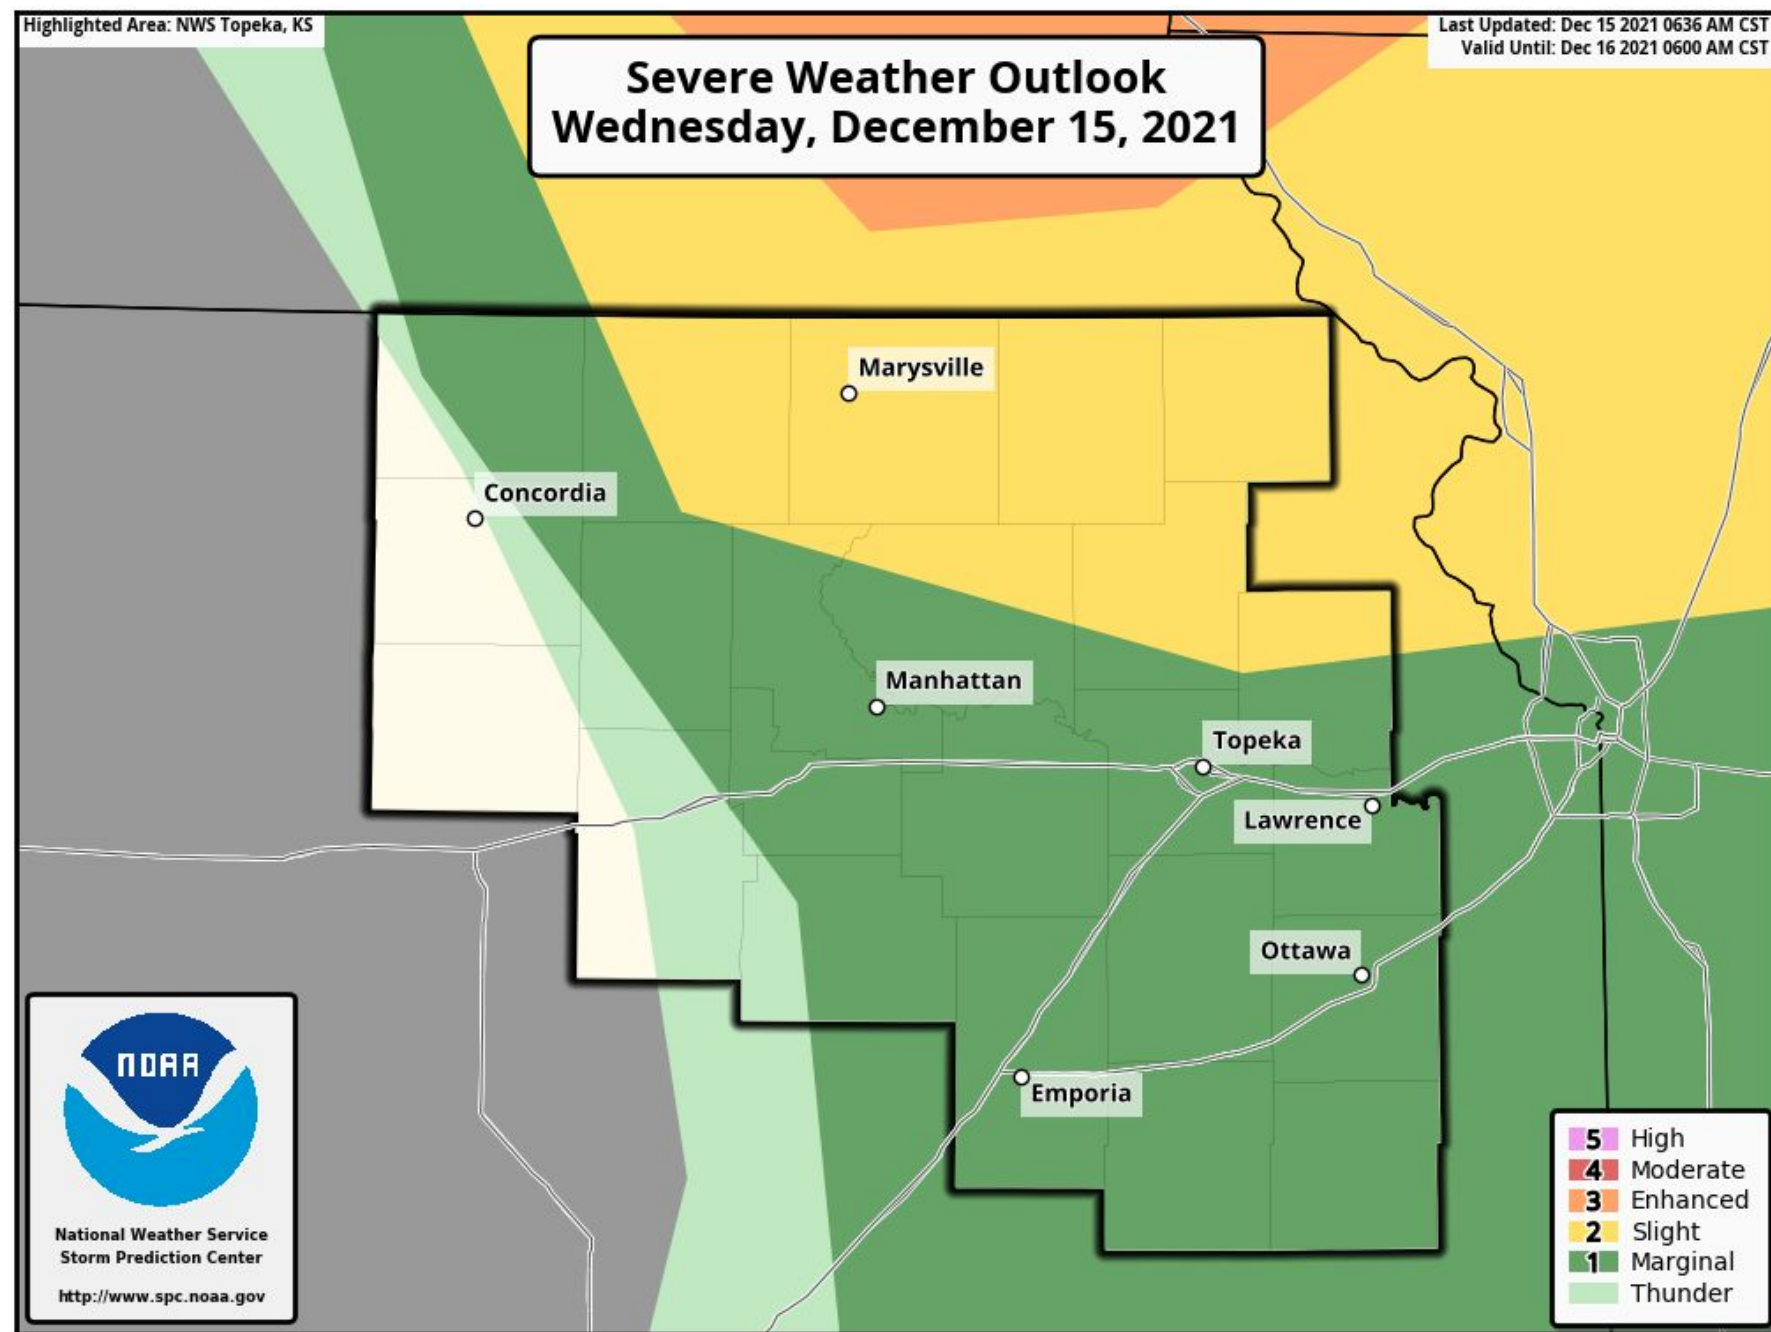 Highlighted Area: NWS Topeka, KS
Last Updated: Dec 15 2021 0636 AM CST
Valid Until: Dec 16 2021 0600 AM CST
Severe Weather Outlook
Wednesday, December 15, 2021
Marysville
Concordia
Manhattan
Topeka
Lawrence
Ottawa
Emporia
NOAA
National Weather Service
Storm Prediction Center
http://www.spc.noaa.gov
5 High
4 Moderate
3 Enhanced
2 Slight
1 Marginal
Thunder